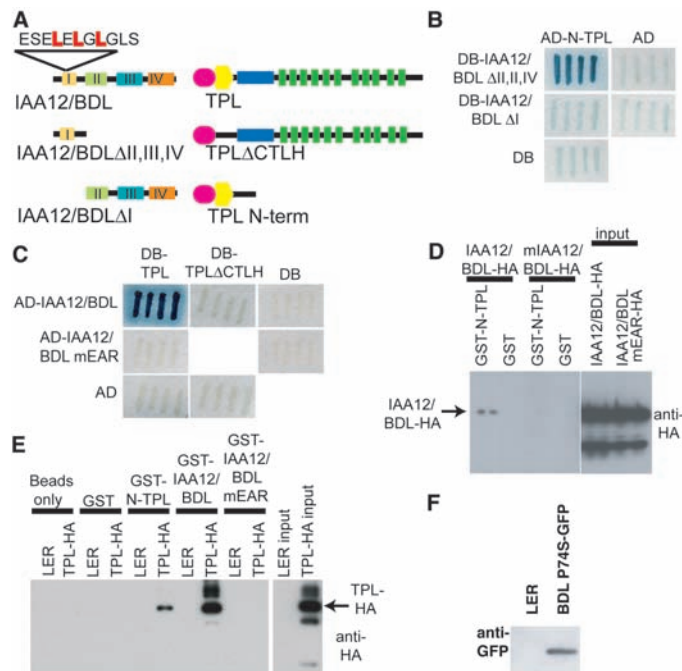 A
ESELELGLGLS
I II III IV
IAA12/BDL
TPL
I
IAA12/BDLΔII,III,IV
TPLΔCTLH
II III IV
IAA12/BDLΔI
TPL N-term
B
AD-N-TPL AD
DB-IAA12/
BDL ΔII,II,IV
DB-IAA12/
BDL ΔI
DB
C
DB-
TPL
DB-
TPLΔCTLH
DB
AD-IAA12/BDL
AD-IAA12/
BDL mEAR
AD
D
IAA12/
BDL-HA
mIAA12/
BDL-HA
input
GST-N-TPL
GST
GST-N-TPL
GST
IAA12/BDL-HA
IAA12/BDL
mEAR-HA
IAA12/
BDL-HA
anti-
HA
E
Beads
only
GST
GST-
N-TPL
GST-
IAA12/
BDL
GST-
IAA12/
BDL
mEAR
LER
TPL-HA
LER
TPL-HA
LER
TPL-HA
LER
TPL-HA
LER
TPL-HA
LER input
TPL-HA input
TPL-
HA
anti-
HA
F
LER
BDL P74S-GFP
anti-
GFP